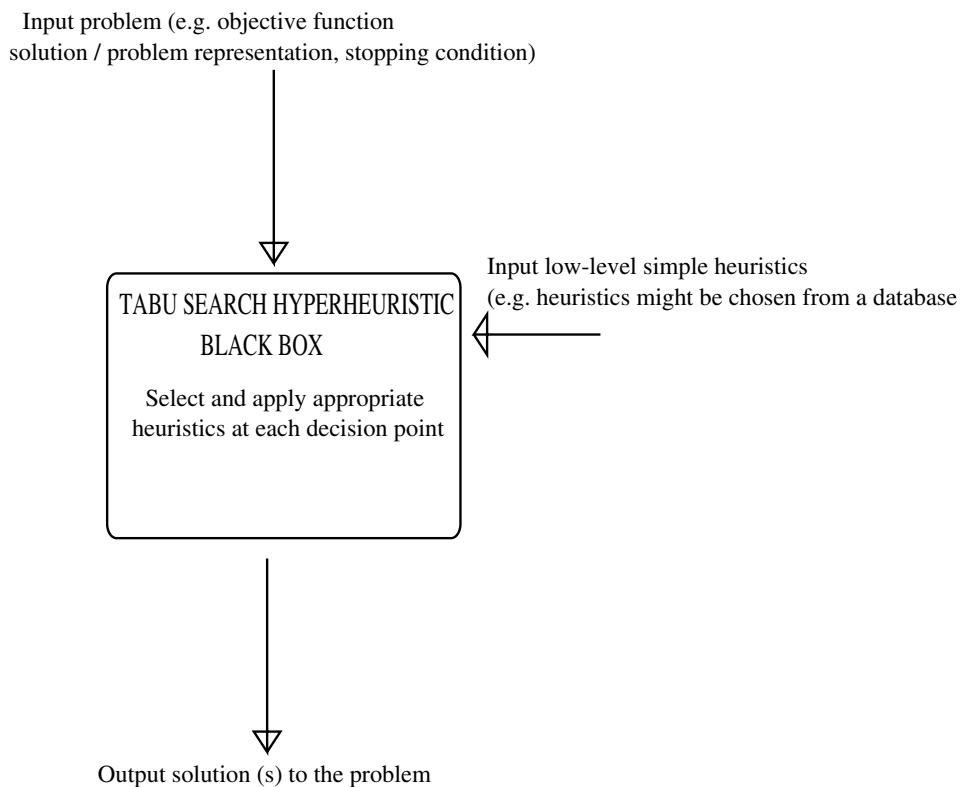 Input problem (e.g. objective function
solution / problem representation, stopping condition)
Input low-level simple heuristics
(e.g. heuristics might be chosen from a database
TABU SEARCH HYPERHEURISTIC
BLACK BOX
Select and apply appropriate
heuristics at each decision point
Output solution (s) to the problem